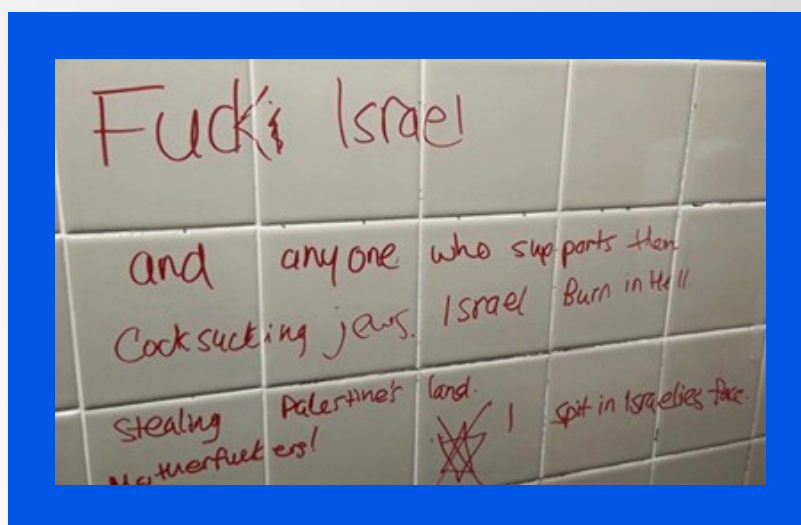 Fuck Israel
and anyone who supports them
Cocksucking jews. Israel Burn in Hell.
Stealing Palestine's land.
Motherfuckers! I spit in Israelies face.